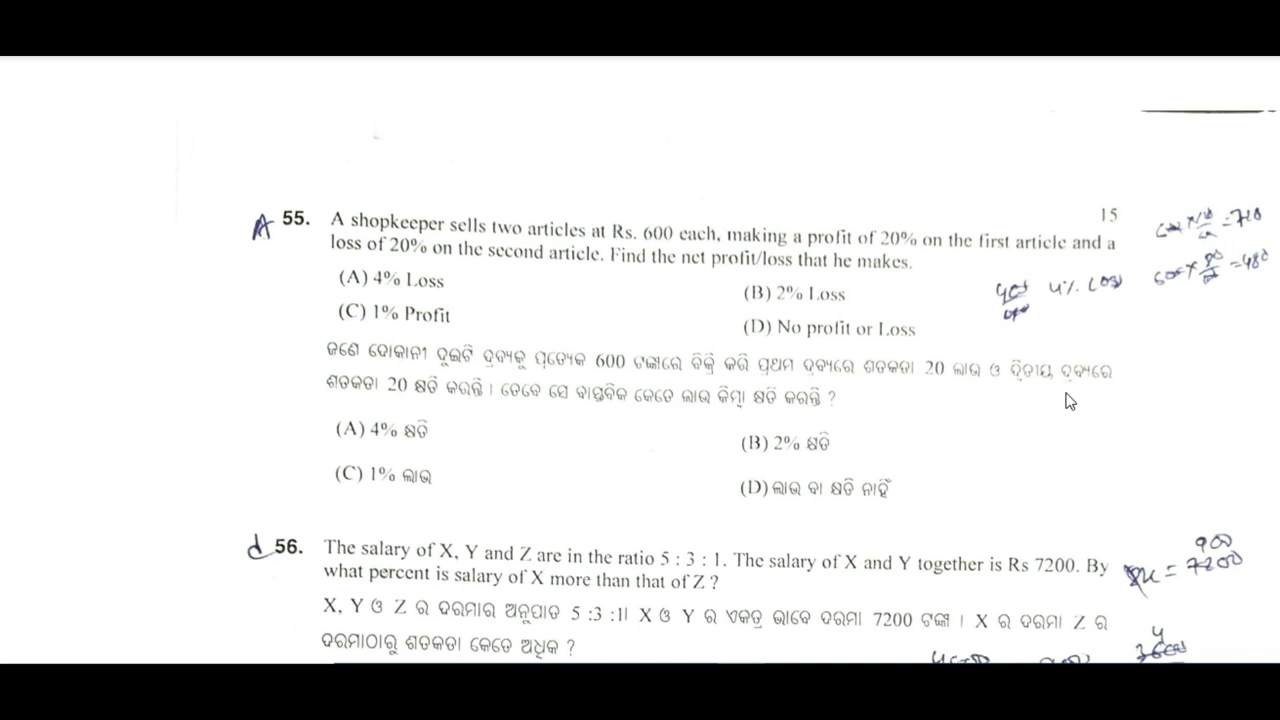 15
55. A shopkeeper sells two articles at Rs. 600 each, making a profit of 20% on the first article and a
loss of 20% on the second article. Find the net profit/loss that he makes.
(A) 4% Loss
(B) 2% Loss
(C) 1% Profit
(D) No profit or Loss
4% Loss
ଜଣେ ଦୋକାନୀ ଦୁଇଟି ଦ୍ରବ୍ୟକୁ ପ୍ରତ୍ୟେକ 600 ଟଙ୍କାରେ ବିକ୍ରି କରି ପ୍ରଥମ ଦ୍ରବ୍ୟରେ ଶତକଡା 20 ଲାଭ ଓ ଦ୍ୱିତୀୟ ଦ୍ରବ୍ୟରେ
ଶତକଡା 20 କ୍ଷତି କରନ୍ତି । ତେବେ ସେ ବାସ୍ତବିକ କେତେ ଲାଭ କିମ୍ବା କ୍ଷତି କରନ୍ତି ?
(A) 4% କ୍ଷତି
(B) 2% କ୍ଷତି
(C) 1% ଲାଭ
(D) ଲାଭ ବା କ୍ଷତି ନାହିଁ
d 56. The salary of X, Y and Z are in the ratio 5 : 3 : 1. The salary of X and Y together is Rs 7200. By
what percent is salary of X more than that of Z ?
900
= 7200
X, Y ଓ Z ର ଦରମାର ଅନୁପାତ 5 :3 :1। X ଓ Y ର ଏକତ୍ର ଭାବେ ଦରମା 7200 ଟଙ୍କା । X ର ଦରମା Z ର
ଦରମାଠାରୁ ଶତକଡା କେତେ ଅଧିକ ?